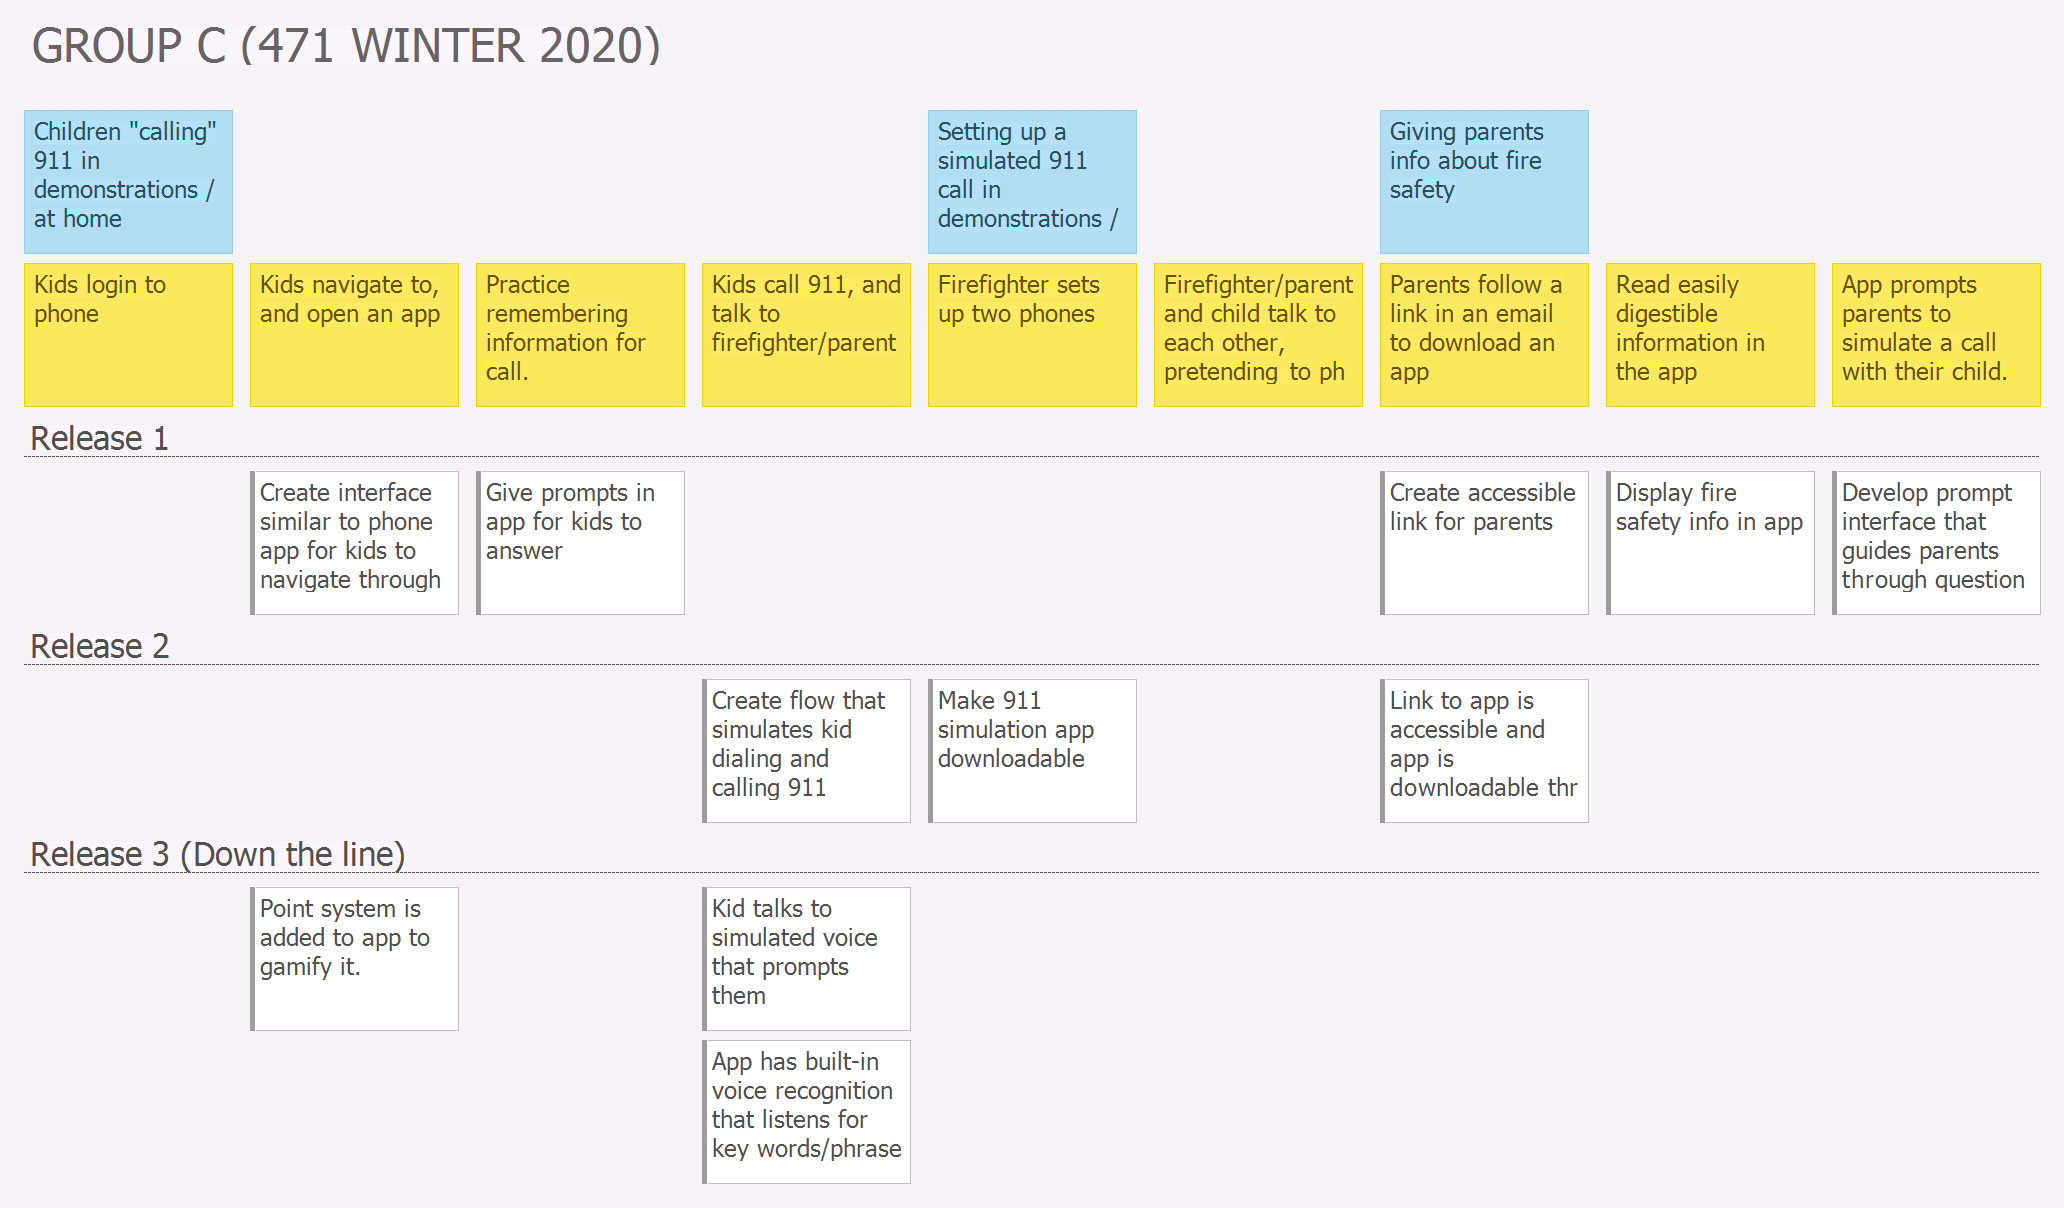 GROUP C (471 WINTER 2020)
Children "calling"
911 in
demonstrations /
at home
Setting up a
simulated 911
call in
demonstrations /
Giving parents
info about fire
safety
Kids login to
phone
Kids navigate to,
and open an app
Practice
remembering
information for
call.
Kids call 911, and
talk to
firefighter/parent
Firefighter sets
up two phones
Firefighter/parent
and child talk to
each other,
pretending to ph
Parents follow a
link in an email
to download an
app
Read easily
digestible
information in
the app
App prompts
parents to
simulate a call
with their child.
Release 1
Create interface
similar to phone
app for kids to
navigate through
Give prompts in
app for kids to
answer
Create accessible
link for parents
Display fire
safety info in app
Develop prompt
interface that
guides parents
through question
Release 2
Create flow that
simulates kid
dialing and
calling 911
Make 911
simulation app
downloadable
Link to app is
accessible and
app is
downloadable thr
Release 3 (Down the line)
Point system is
added to app to
gamify it.
Kid talks to
simulated voice
that prompts
them
App has built-in
voice recognition
that listens for
key words/phrase